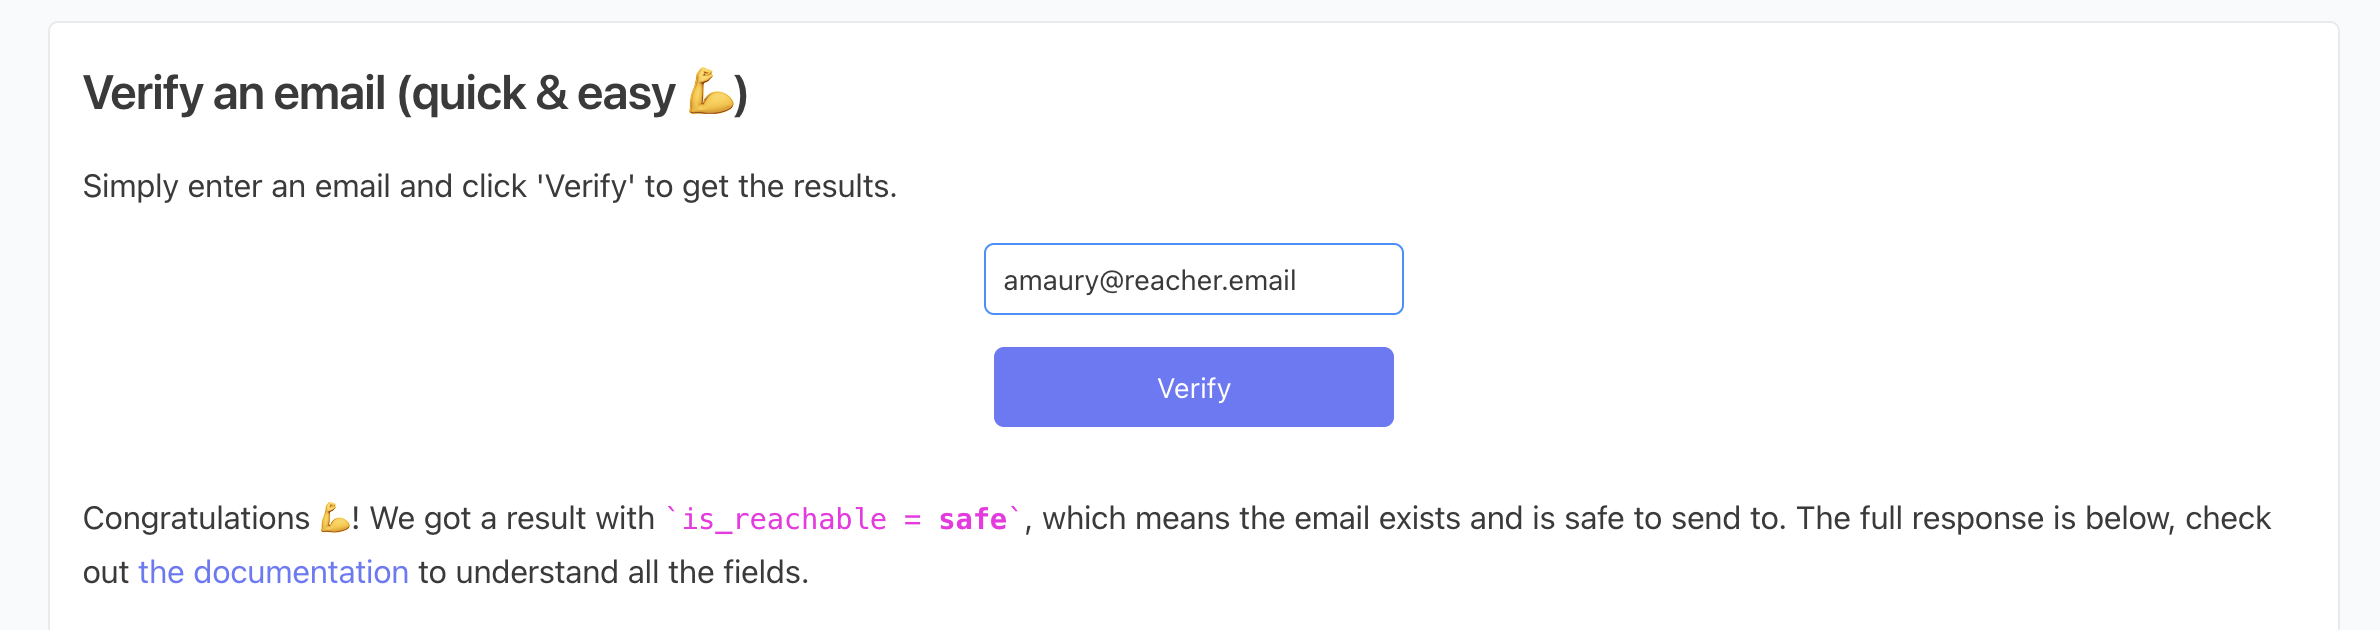 Verify an email (quick & easy 💪)
Simply enter an email and click 'Verify' to get the results.
amaury@reacher.email
Verify
Congratulations 💪! We got a result with `is_reachable = safe`, which means the email exists and is safe to send to. The full response is below, check
out the documentation to understand all the fields.